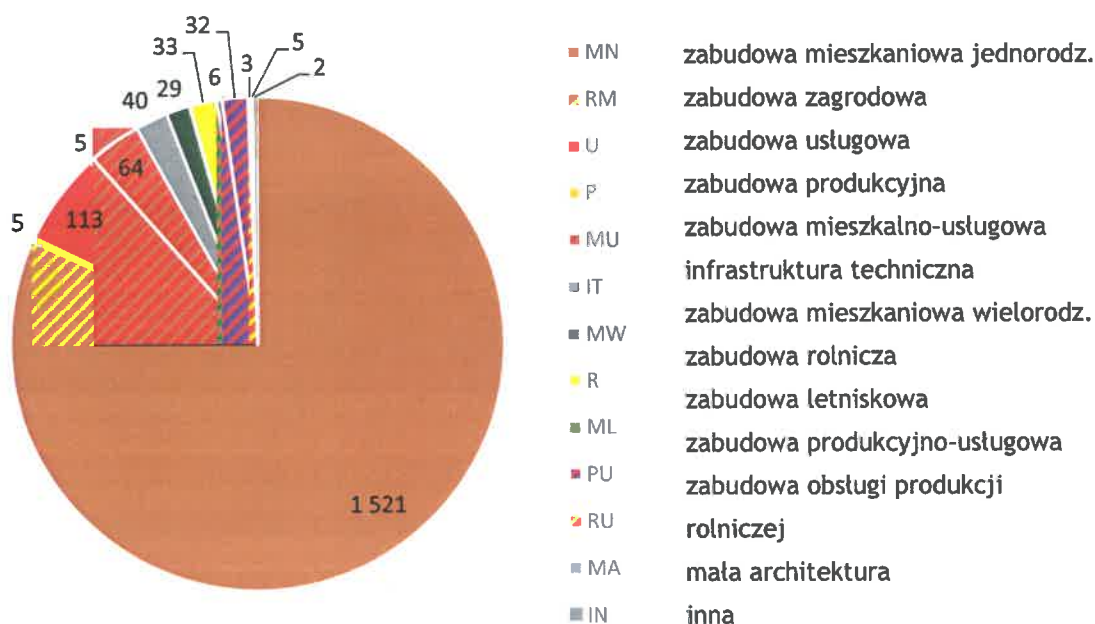 32
5
33
6
3
2
29
40
5
64
5
113
1 521
MN zabudowa mieszkaniowa jednorodz.
RM zabudowa zagrodowa
U zabudowa usługowa
P zabudowa produkcyjna
MU zabudowa mieszkalno-usługowa
IT infrastruktura techniczna
MW zabudowa mieszkaniowa wielorodz.
R zabudowa rolnicza
ML zabudowa letniskowa
PU zabudowa produkcyjno-usługowa
RU zabudowa obsługi produkcji
rolniczej
MA mała architektura
IN inna